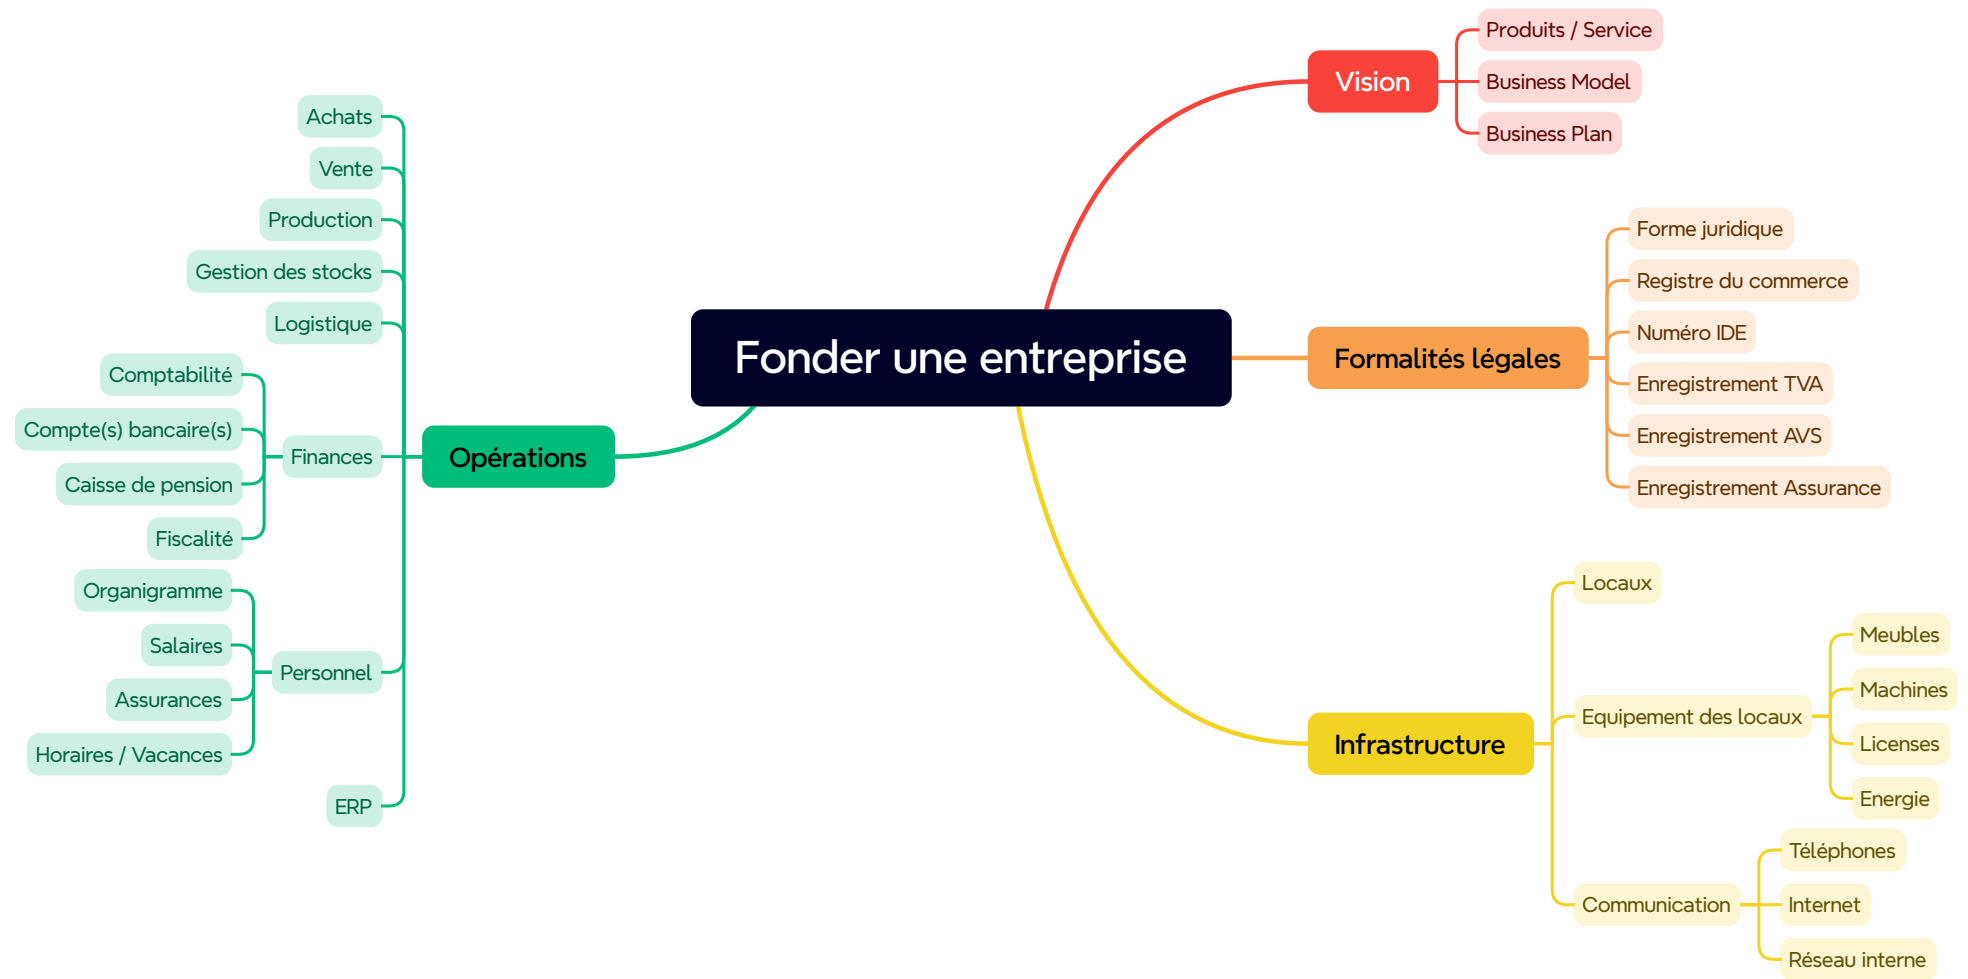 Fonder une entreprise
Vision
Produits / Service
Business Model
Business Plan
Formalités légales
Forme juridique
Registre du commerce
Numéro IDE
Enregistrement TVA
Enregistrement AVS
Enregistrement Assurance
Infrastructure
Locaux
Equipement des locaux
Meubles
Machines
Licenses
Energie
Communication
Téléphones
Internet
Réseau interne
Opérations
Achats
Vente
Production
Gestion des stocks
Logistique
Finances
Comptabilité
Compte(s) bancaire(s)
Caisse de pension
Fiscalité
Personnel
Organigramme
Salaires
Assurances
Horaires / Vacances
ERP